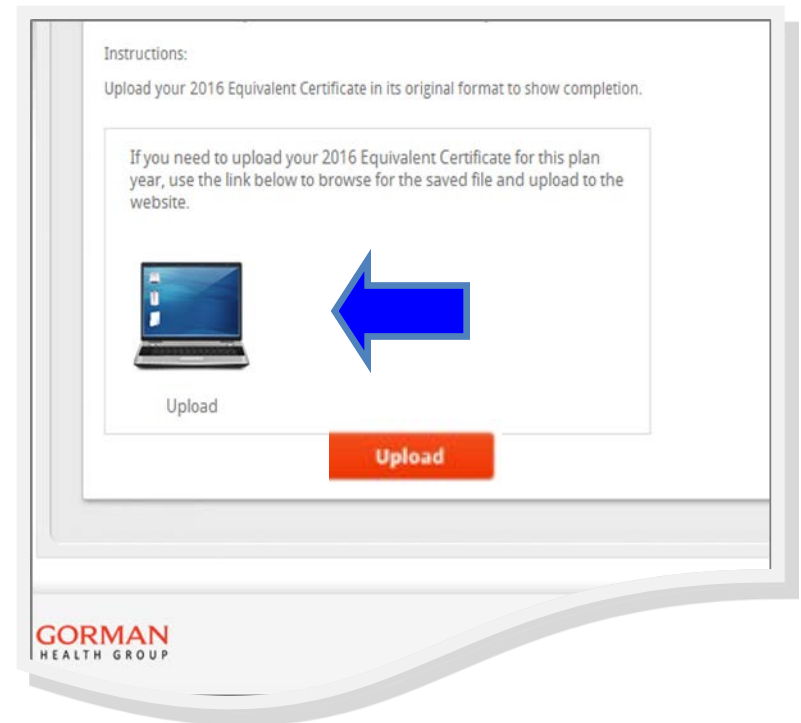 Instructions:
Upload your 2016 Equivalent Certificate in its original format to show completion.
If you need to upload your 2016 Equivalent Certificate for this plan
year, use the link below to browse for the saved file and upload to the
website.
Upload
Upload
GORMAN
HEALTH GROUP